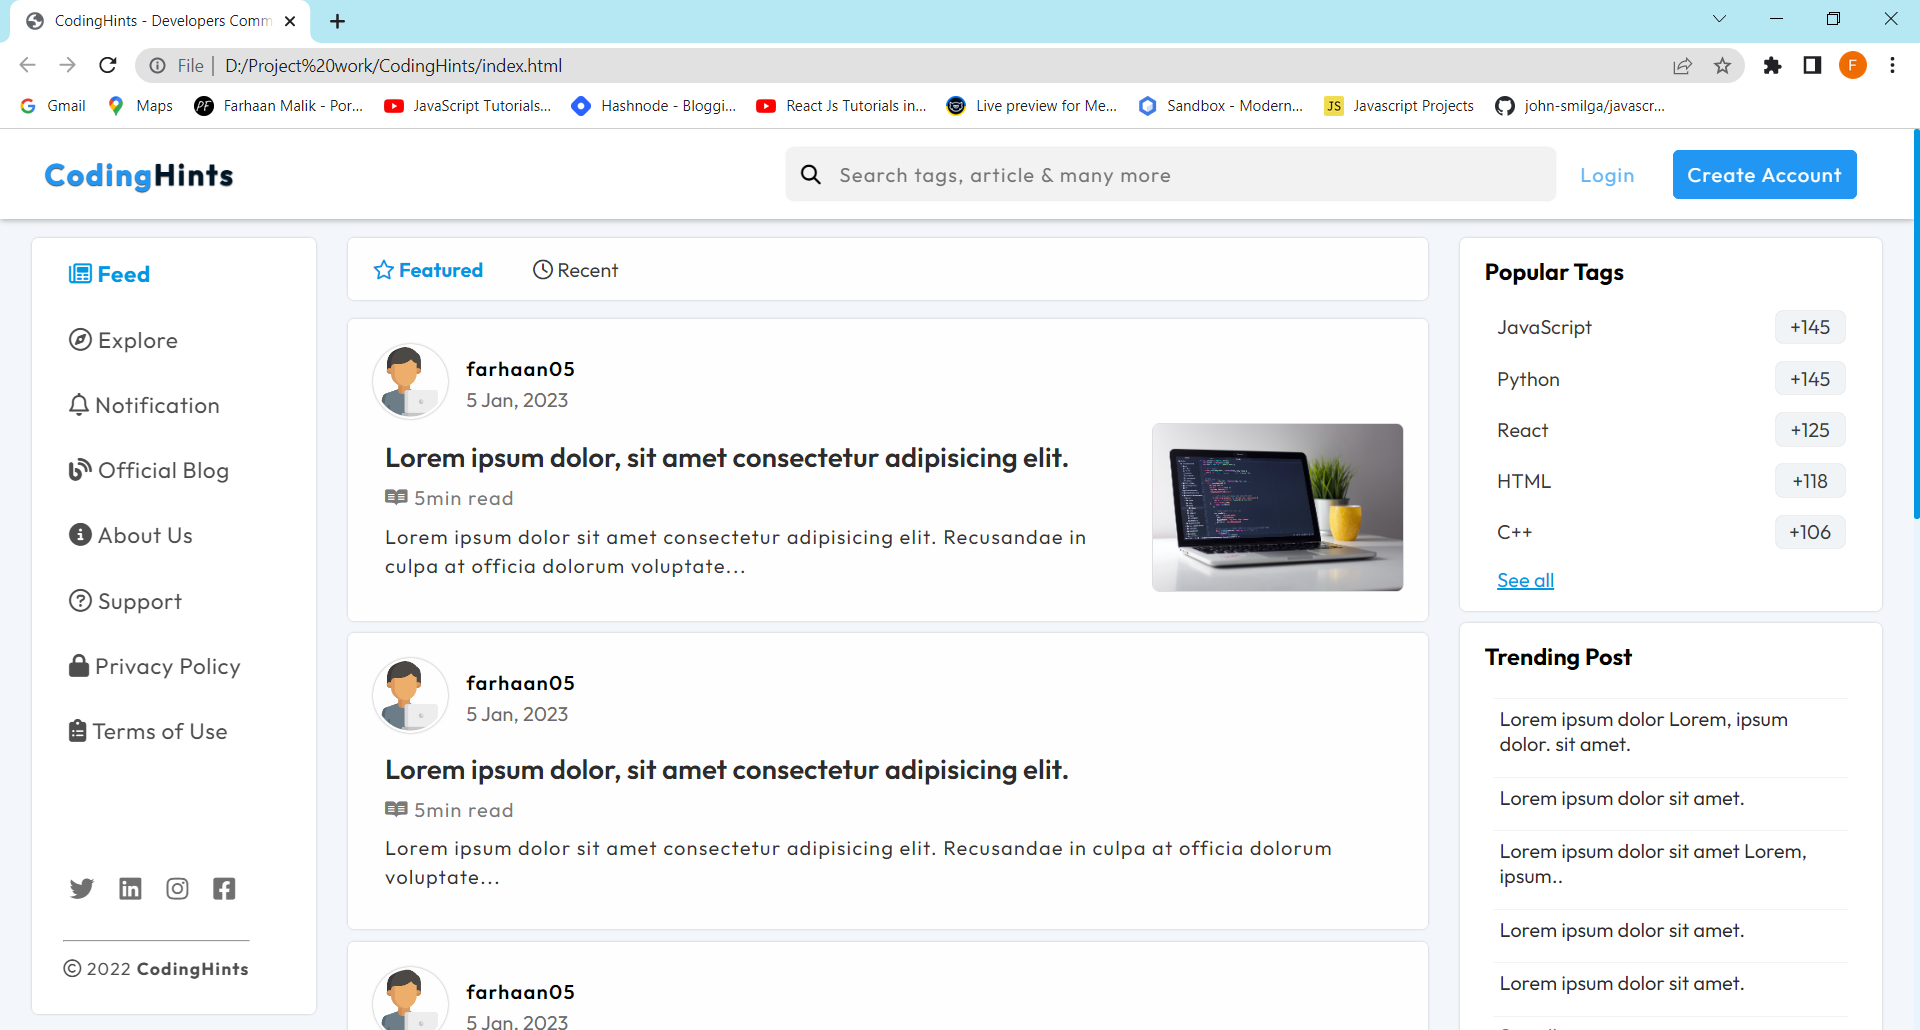 CodingHints - Developers Comm
File | D:/Project%20work/CodingHints/index.html
F
Gmail
Maps
PF Farhaan Malik - Por...
JavaScript Tutorials...
Hashnode - Bloggi...
React Js Tutorials in...
Live preview for Me...
Sandbox - Modern...
JS Javascript Projects
john-smilga/javascr...
CodingHints
Search tags, article & many more
Login
Create Account
Feed
Explore
Notification
Official Blog
About Us
Support
Privacy Policy
Terms of Use
© 2022 CodingHints
Featured
Recent
farhaan05
5 Jan, 2023
Lorem ipsum dolor, sit amet consectetur adipisicing elit.
5min read
Lorem ipsum dolor sit amet consectetur adipisicing elit. Recusandae in
culpa at officia dolorum voluptate...
farhaan05
5 Jan, 2023
Lorem ipsum dolor, sit amet consectetur adipisicing elit.
5min read
Lorem ipsum dolor sit amet consectetur adipisicing elit. Recusandae in culpa at officia dolorum
voluptate...
farhaan05
5 Jan, 2023
Popular Tags
JavaScript +145
Python +145
React +125
HTML +118
C++ +106
See all
Trending Post
Lorem ipsum dolor Lorem, ipsum
dolor. sit amet.
Lorem ipsum dolor sit amet.
Lorem ipsum dolor sit amet Lorem,
ipsum..
Lorem ipsum dolor sit amet.
Lorem ipsum dolor sit amet.